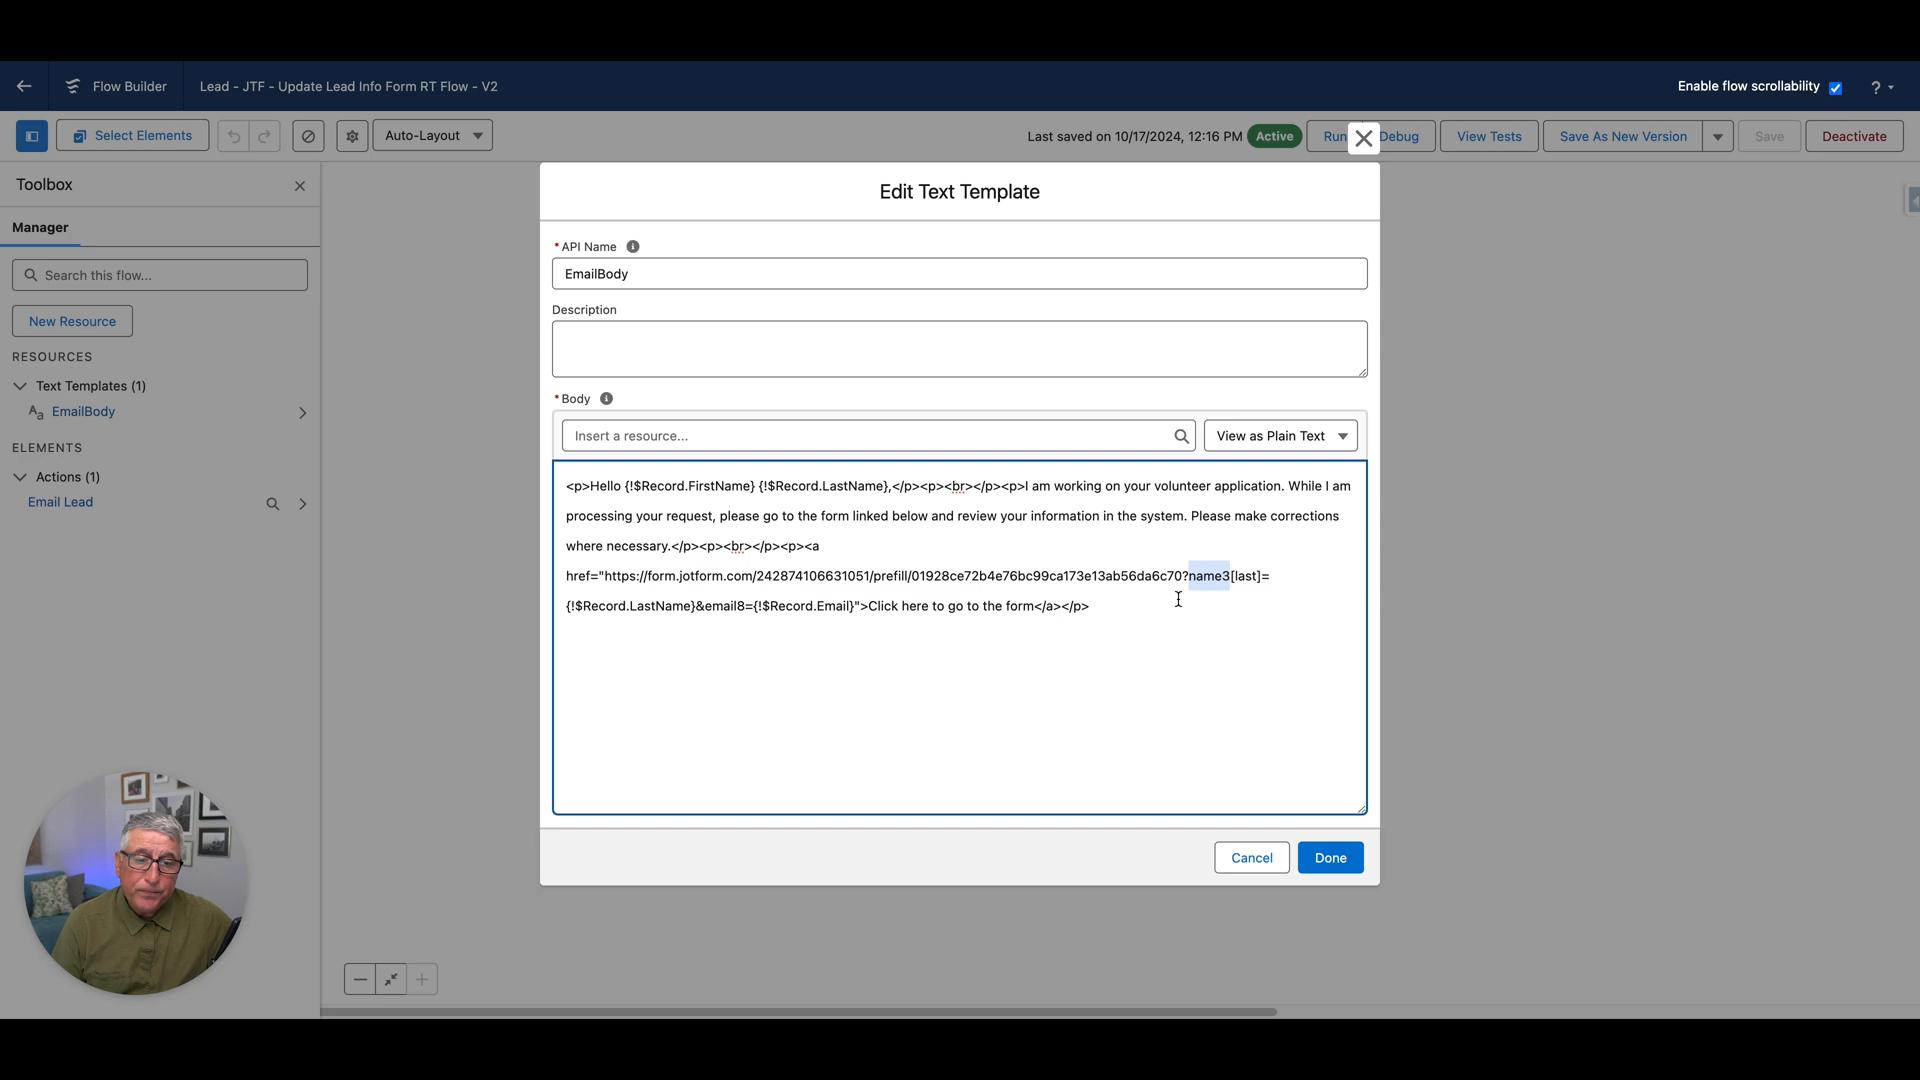 Flow Builder
Lead - JTF - Update Lead Info Form RT Flow - V2
Enable flow scrollability
?
Select Elements
Auto-Layout
Last saved on 10/17/2024, 12:16 PM
Active
Run
Debug
View Tests
Save As New Version
Save
Deactivate
Toolbox
Manager
Search this flow...
New Resource
RESOURCES
Text Templates (1)
Aa EmailBody
ELEMENTS
Actions (1)
Email Lead
Edit Text Template
* API Name
EmailBody
Description
* Body
Insert a resource...
View as Plain Text
<p>Hello {!$Record.FirstName} {!$Record.LastName},</p><p><br></p><p>I am working on your volunteer application. While I am
processing your request, please go to the form linked below and review your information in the system. Please make corrections
where necessary.</p><p><br></p><p><a
href="https://form.jotform.com/242874106631051/prefill/01928ce72b4e76bc99ca173e13ab56da6c70?name3[last]=
{!$Record.LastName}&email8={!$Record.Email}">Click here to go to the form</a></p>
Cancel
Done